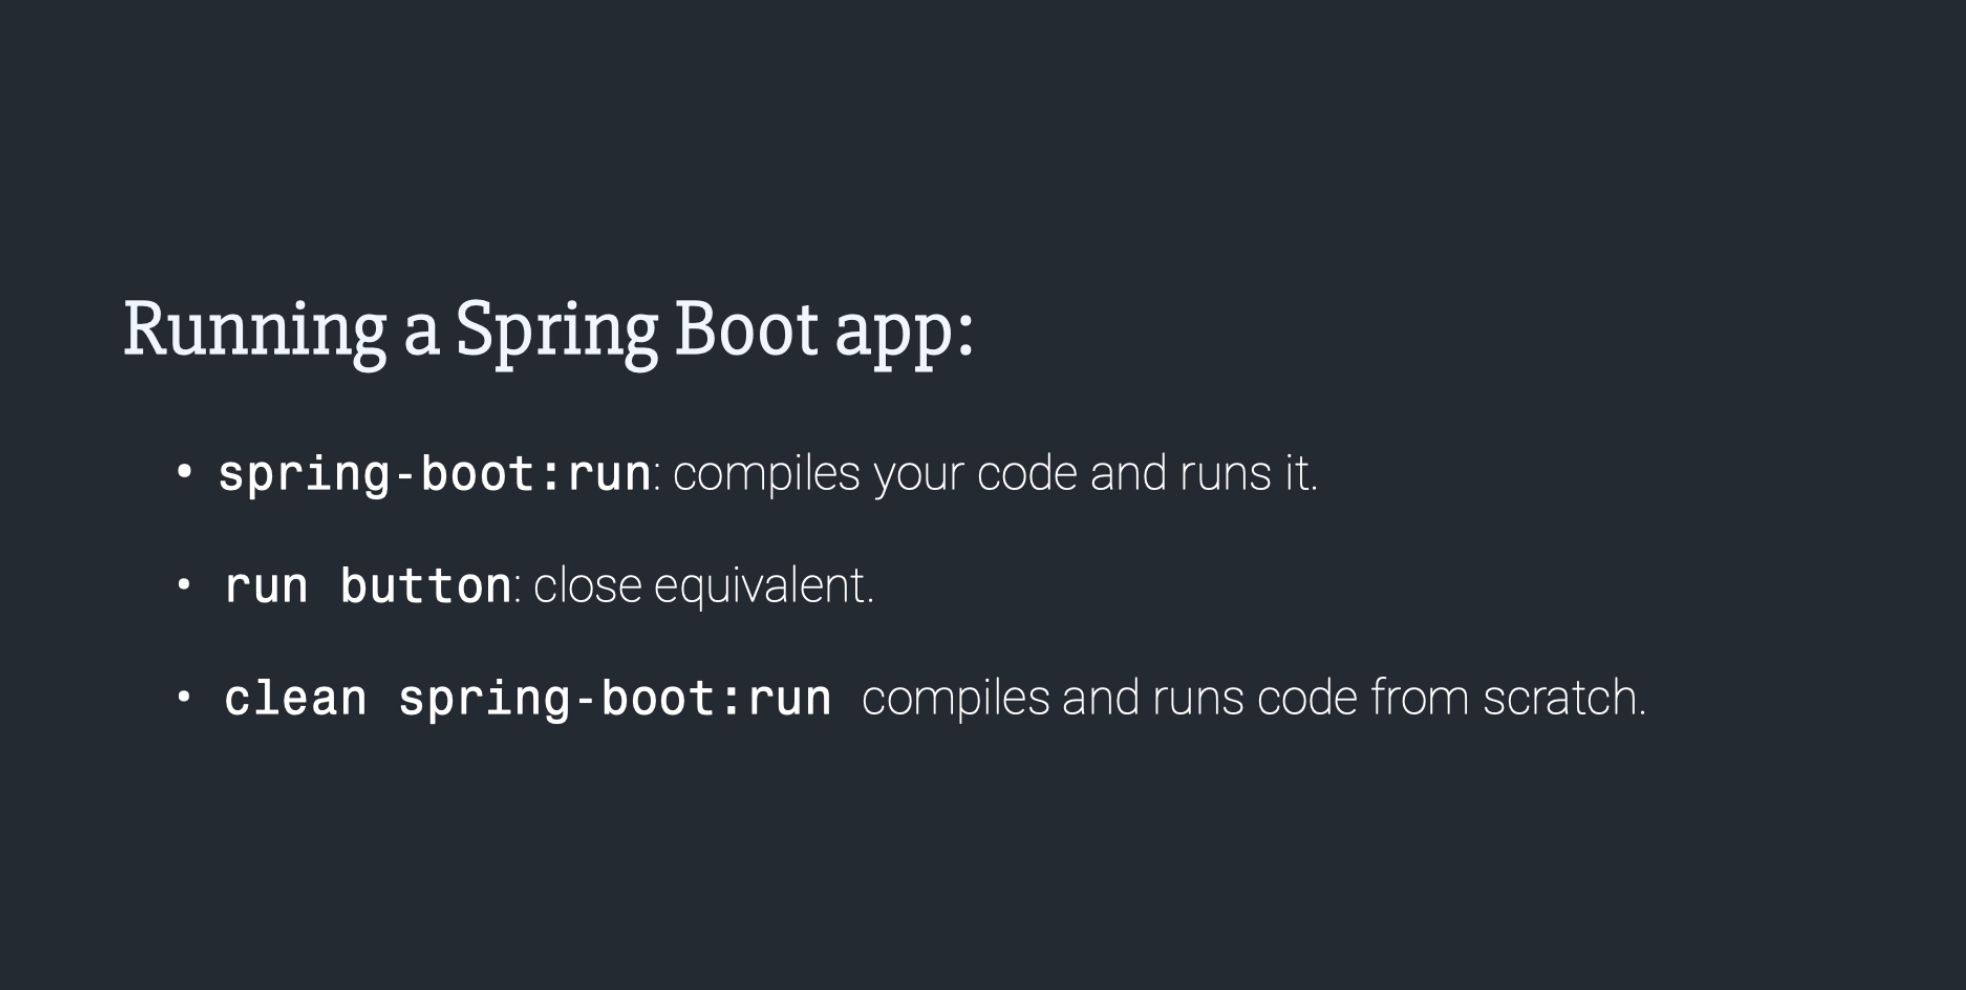 Running a Spring Boot app:
• spring-boot:run: compiles your code and runs it.
• run button: close equivalent.
• clean spring-boot:run compiles and runs code from scratch.